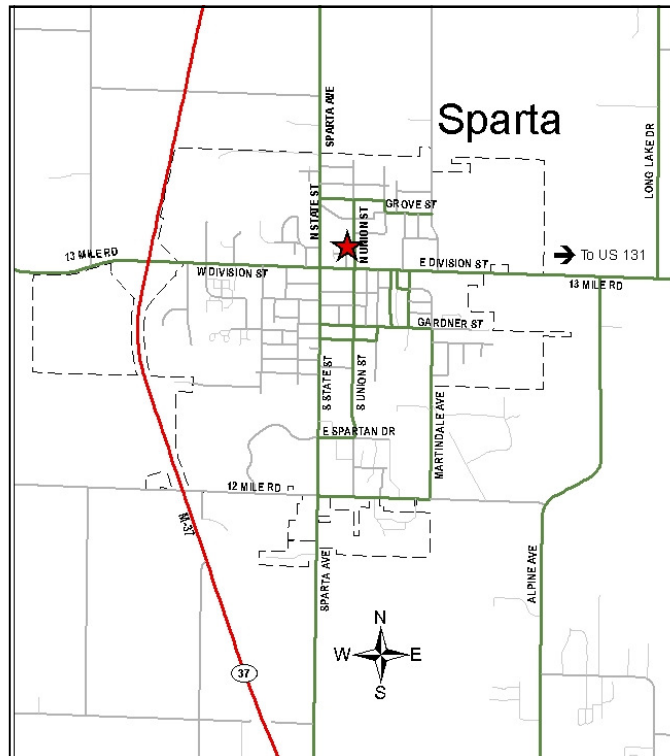 SPARTA AVE
Sparta
LONG LAKE DR
N STATE ST
N UNION ST
GROVE ST
13 MILE RD
W DIVISION ST
E DIVISION ST
To US 131
13 MILE RD
GARDNER ST
S STATE ST
S UNION ST
MARTINDALE AVE
E SPARTAN DR
12 MILE RD
M-37
SPARTA AVE
ALPINE AVE
N
W
E
S
37